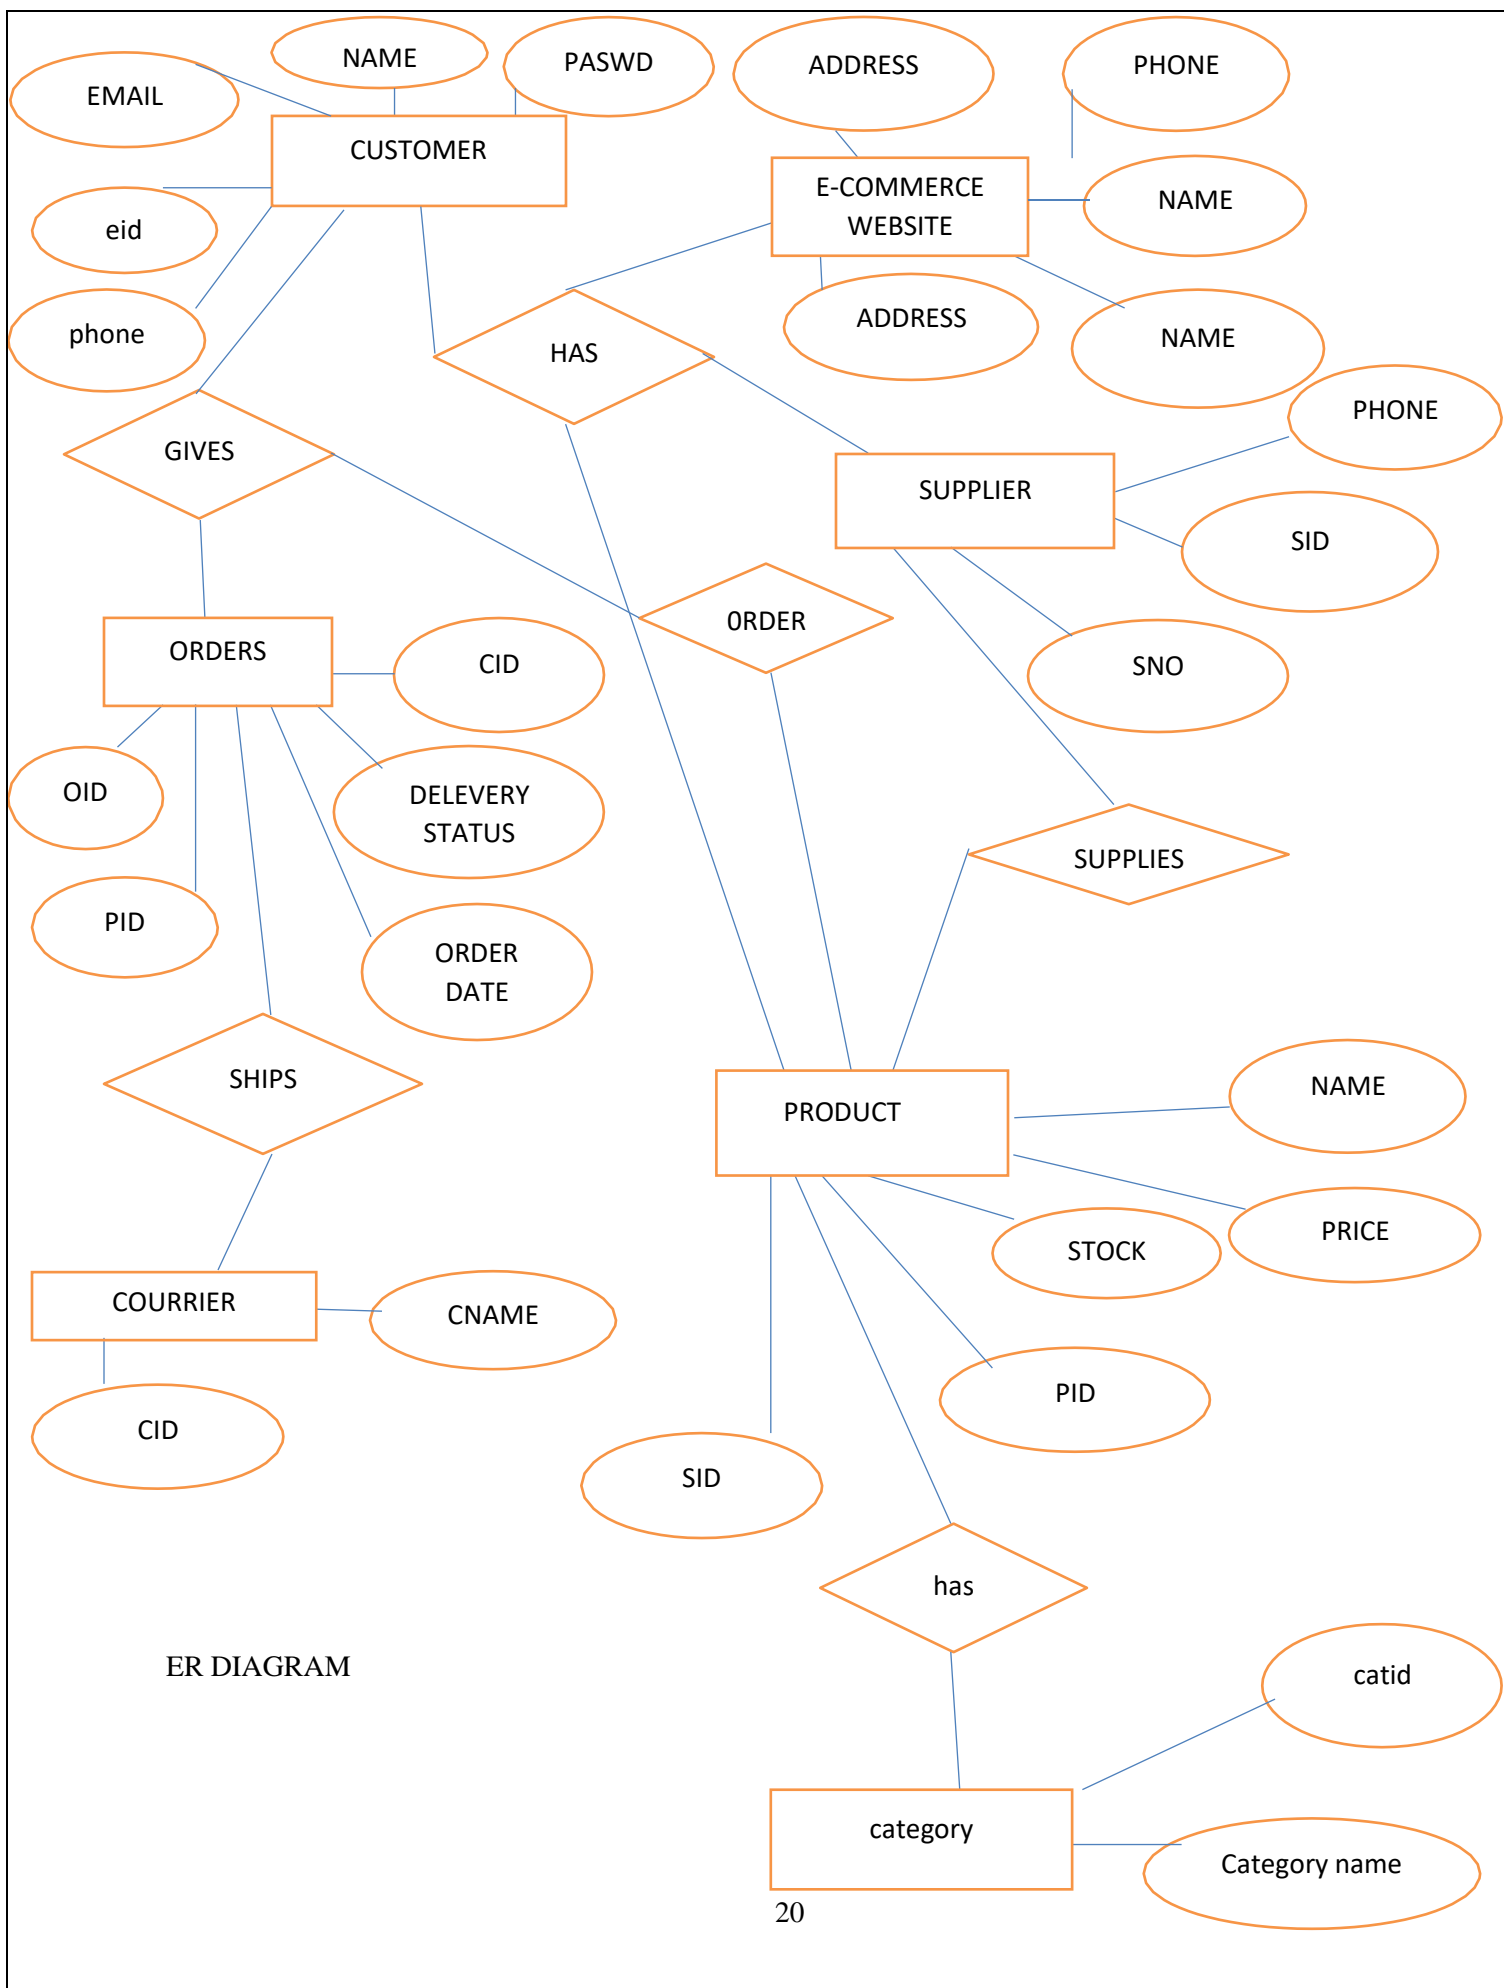 NAME
PASWD
ADDRESS
PHONE
EMAIL
CUSTOMER
E-COMMERCE
WEBSITE
NAME
eid
ADDRESS
phone
HAS
NAME
PHONE
GIVES
SUPPLIER
SID
0RDER
ORDERS
CID
SNO
OID
DELEVERY
STATUS
SUPPLIES
PID
ORDER
DATE
SHIPS
PRODUCT
NAME
STOCK
PRICE
COURRIER
CNAME
PID
CID
SID
has
ER DIAGRAM
catid
category
Category name
20